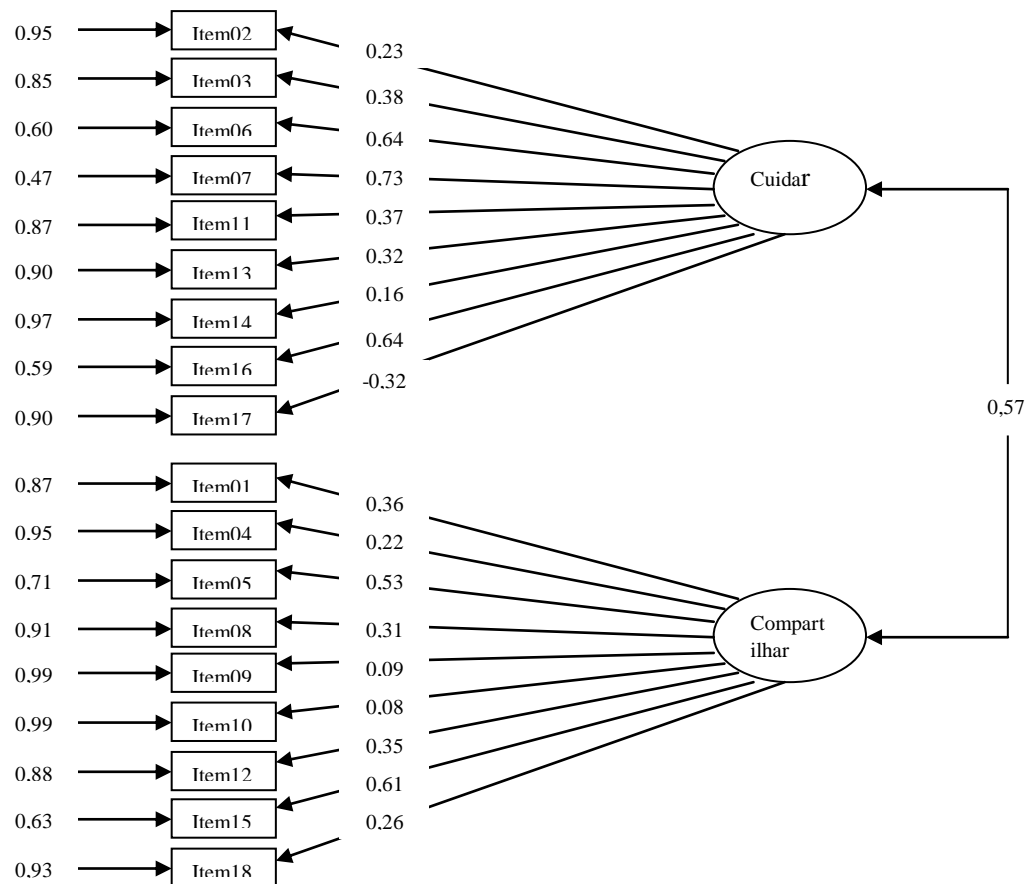 0,95 Item02 0,23
0,85 Item03 0,38
0,60 Item06 0,64
0,47 Item07 0,73
0,87 Item11 0,37
0,90 Item13 0,32
0,97 Item14 0,16
0,59 Item16 0,64
0,90 Item17 -0,32
Cuidar
0,57
0,87 Item01 0,36
0,95 Item04 0,22
0,71 Item05 0,53
0,91 Item08 0,31
0,99 Item09 0,09
0,99 Item10 0,08
0,88 Item12 0,35
0,63 Item15 0,61
0,93 Item18 0,26
Compart
ilhar